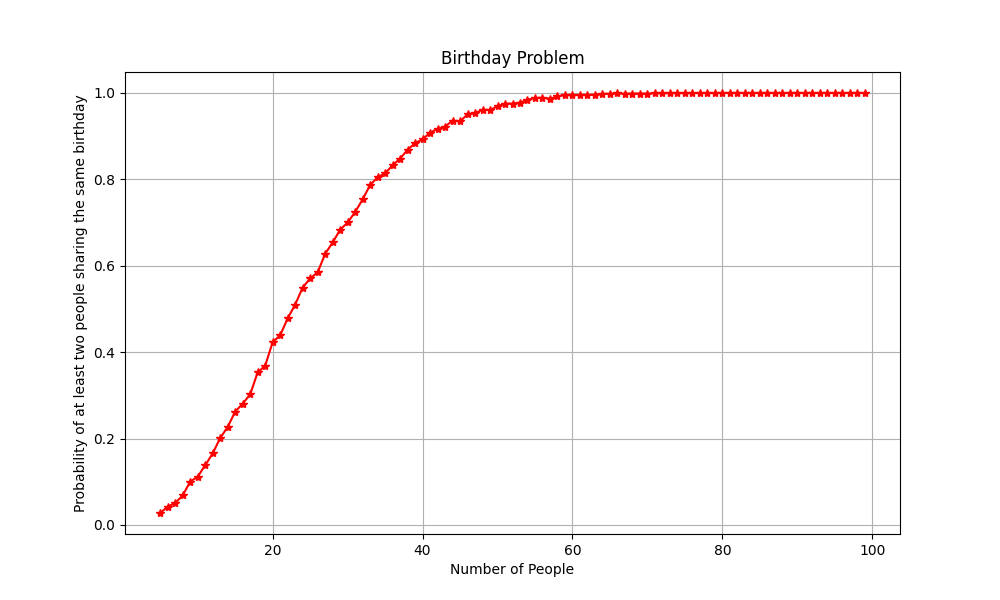 Birthday Problem
Probability of at least two people sharing the same birthday
1.0
0.8
0.6
0.4
0.2
0.0
20 40 60 80 100
Number of People